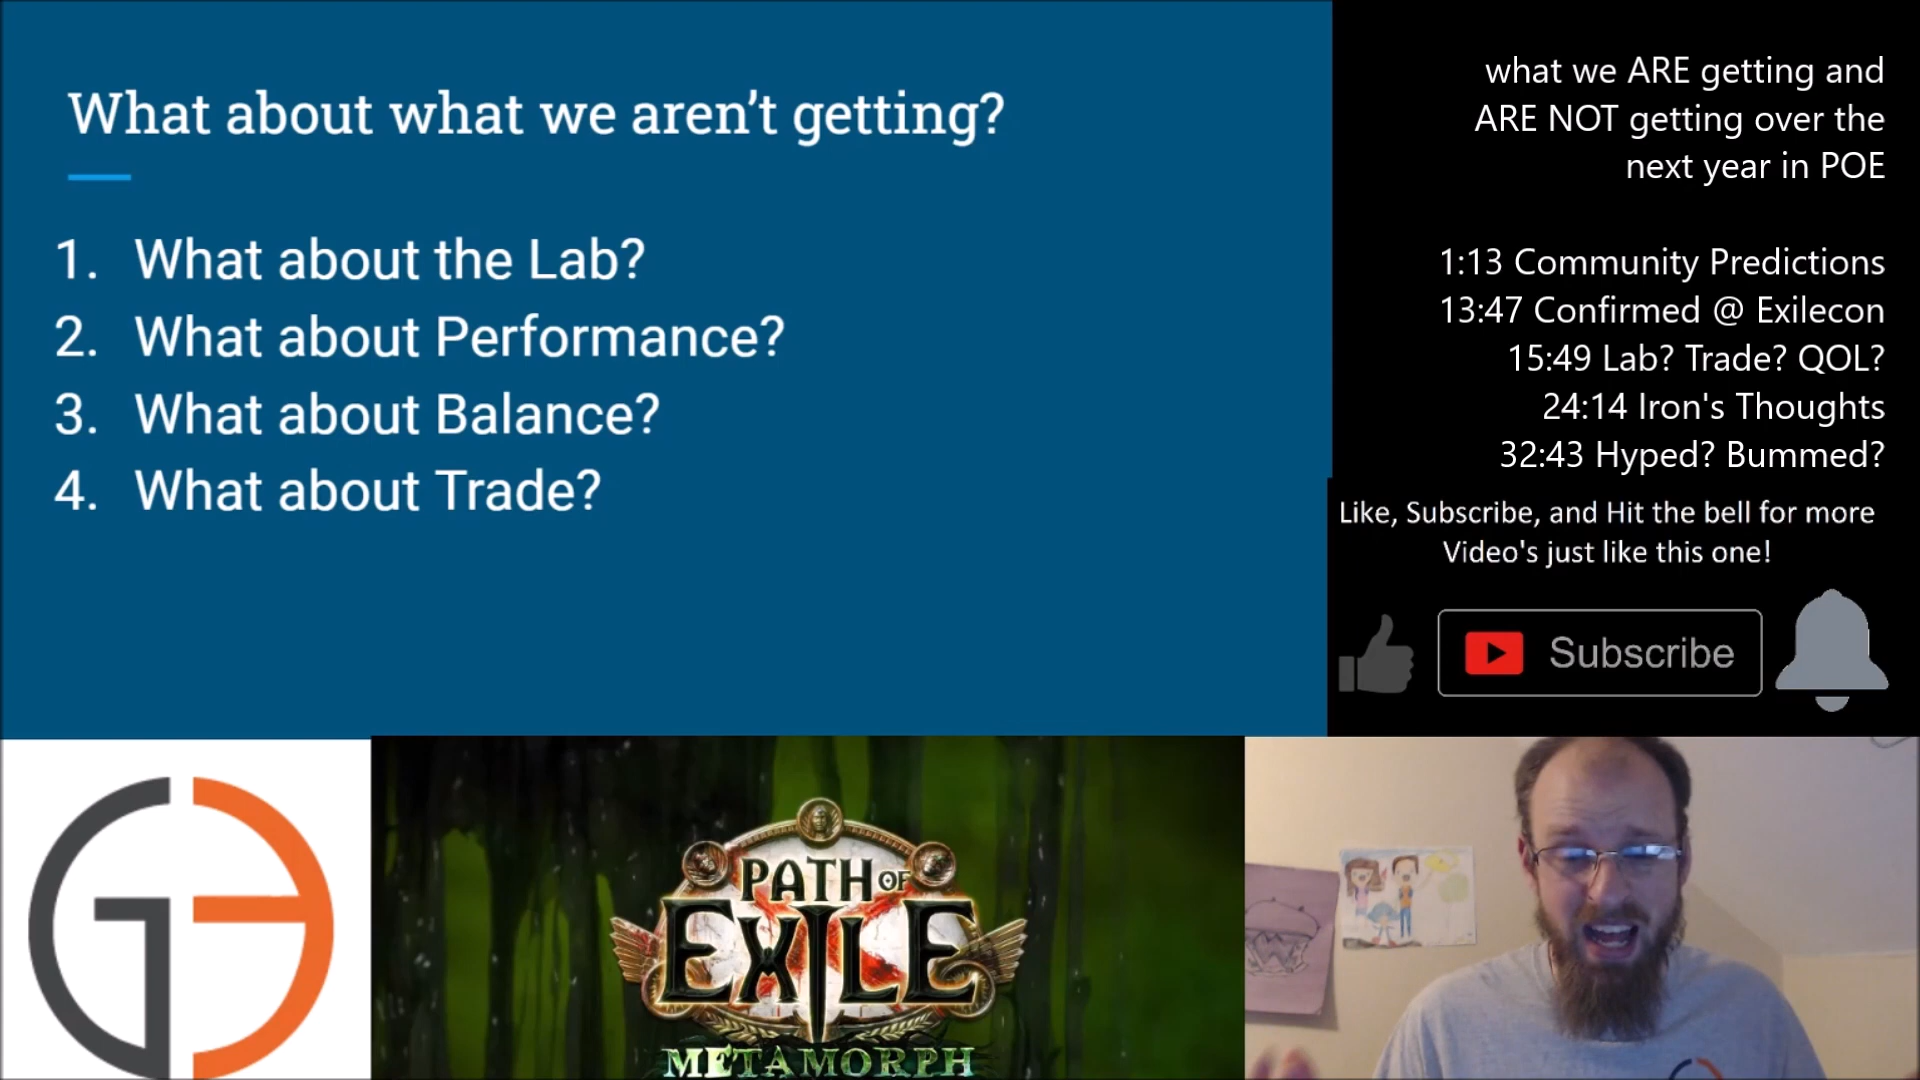 What about what we aren't getting?
1. What about the Lab?
2. What about Performance?
3. What about Balance?
4. What about Trade?
what we ARE getting and
ARE NOT getting over the
next year in POE
1:13 Community Predictions
13:47 Confirmed @ Exilecon
15:49 Lab? Trade? QOL?
24:14 Iron's Thoughts
32:43 Hyped? Bummed?
Like, Subscribe, and Hit the bell for more
Video's just like this one!
Subscribe
PATH OF
EXILE
METAMORPH